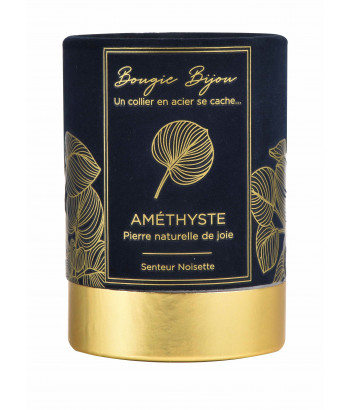 Bougie Bijou
Un collier en acier se cache...
AMÉTHYSTE
Pierre naturelle de joie
Senteur Noisette